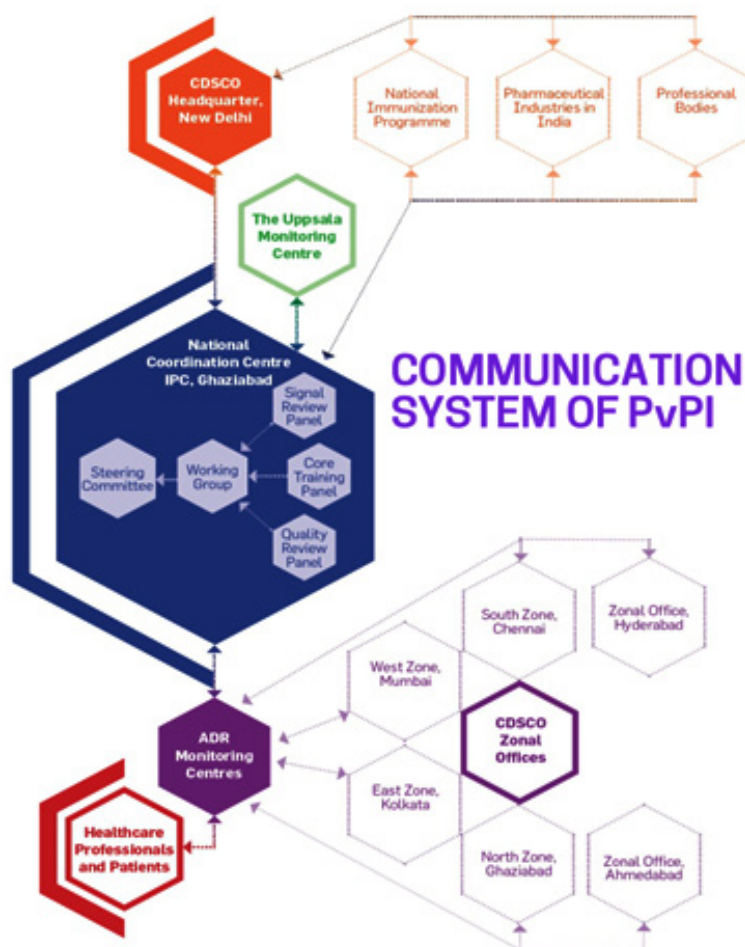 CDSCO
Headquarter,
New Delhi
National
Immunization
Programme
Pharmaceutical
Industries in
India
Professional
Bodies
The Uppsala
Monitoring
Centre
National
Coordination Centre
IPC, Ghaziabad
Signal
Review
Panel
Steering
Committee
Working
Group
Core
Training
Panel
Quality
Review
Panel
COMMUNICATION
SYSTEM OF PvPI
South Zone,
Chennai
Zonal Office,
Hyderabad
West Zone,
Mumbai
CDSCO
Zonal
Offices
ADR
Monitoring
Centres
East Zone,
Kolkata
Healthcare
Professionals
and Patients
North Zone,
Ghaziabad
Zonal Office,
Ahmedabad